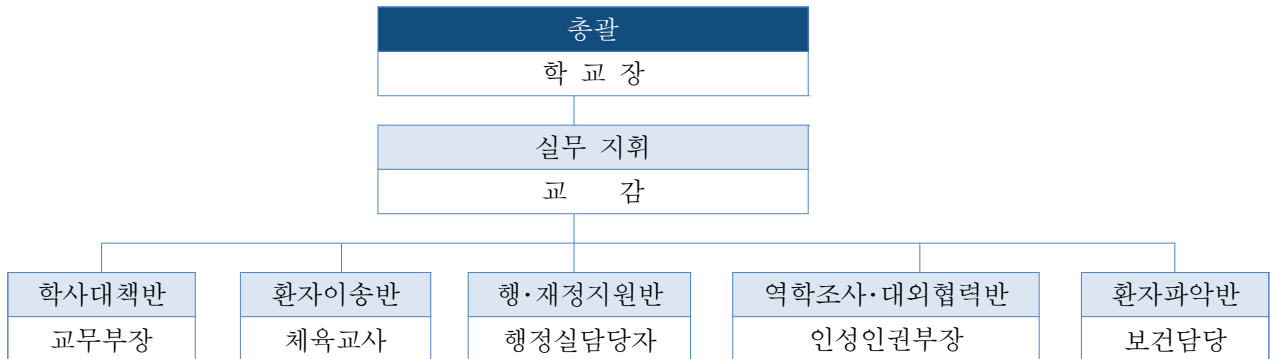 총괄
학 교 장
실무 지휘
교 감
학사대책반 환자이송반 행·재정지원반 역학조사·대외협력반 환자파악반
교무부장 체육교사 행정실담당자 인성인권부장 보건담당